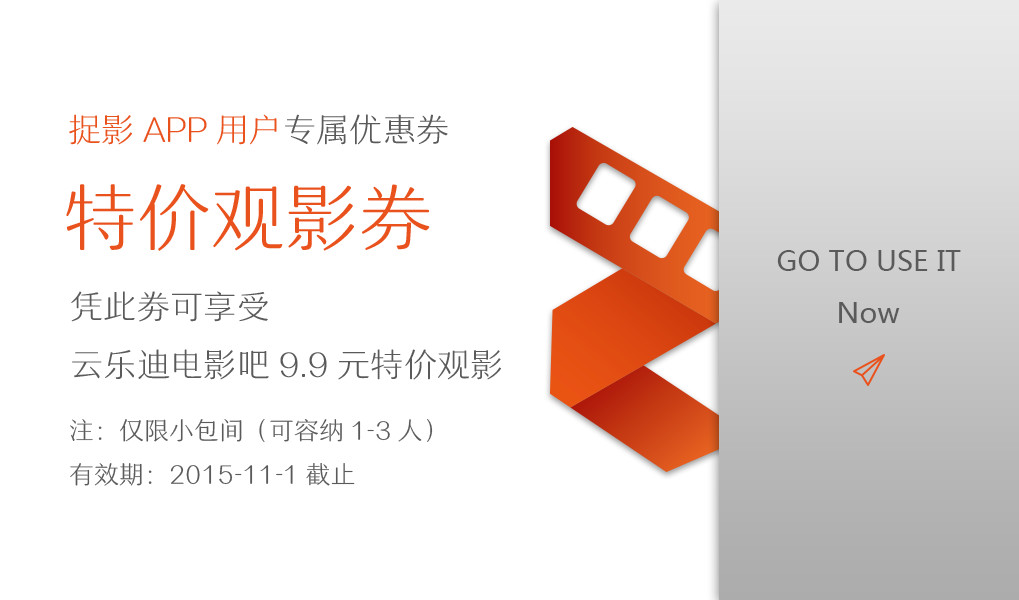 捉影 APP 用户专属优惠券
特价观影券
凭此券可享受
云乐迪电影吧 9.9 元特价观影
注：仅限小包间（可容纳 1-3 人）
有效期：2015-11-1 截止
GO TO USE IT
Now